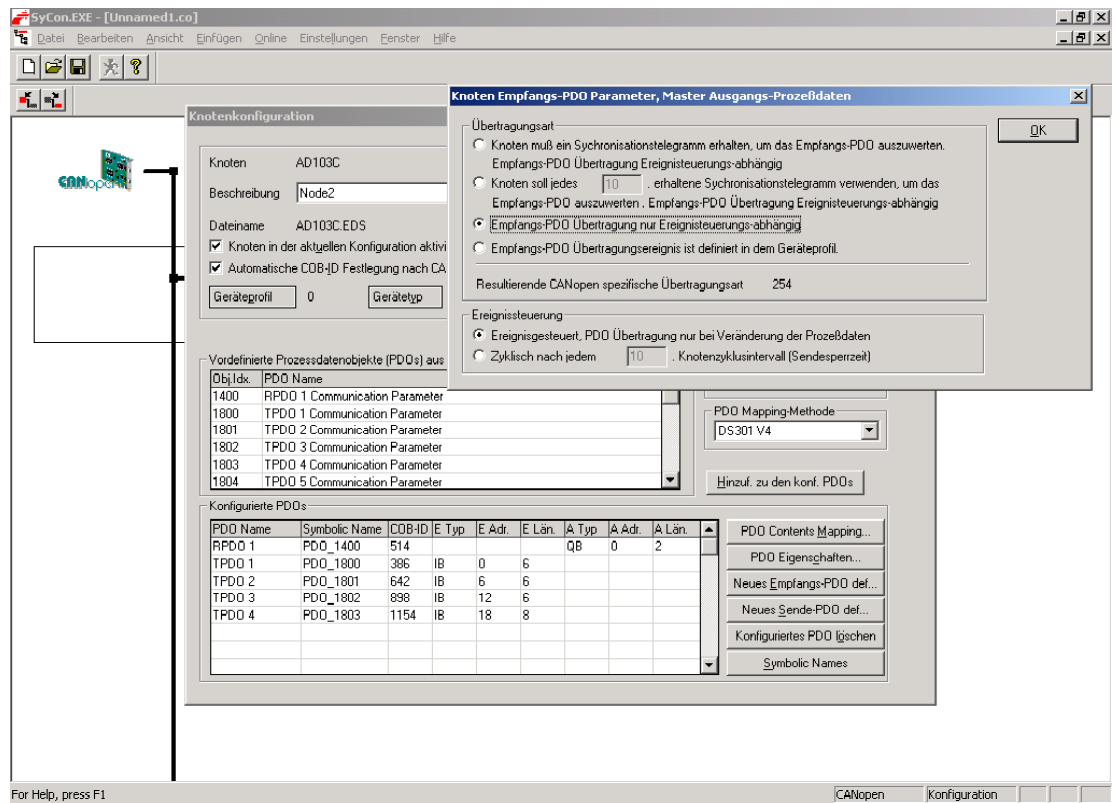 SyCon.EXE - [Unnamed1.co]
Datei Bearbeiten Ansicht Einfügen Online Einstellungen Fenster Hilfe
CANopen
Knotenkonfiguration
Knoten AD103C
Beschreibung Node2
Dateiname AD103C.EDS
Knoten in der aktuellen Konfiguration aktivi
Automatische COB-ID Festlegung nach CA
Geräteprofil 0 Gerätetyp
Knoten Empfangs-PDO Parameter, Master Ausgangs-Prozeßdaten
Übertragungsart
OK
Knoten muß ein Sychronisationstelegramm erhalten, um das Empfangs-PDO auszuwerten.
Empfangs-PDO Übertragung Ereignisteuerungs-abhängig
Knoten soll jedes 10 . erhaltene Sychronisationstelegramm verwenden, um das
Empfangs-PDO auszuwerten . Empfangs-PDO Übertragung Ereignisteuerungs-abhängig
Empfangs-PDO Übertragung nur Ereignisteuerungs-abhängig
Empfangs-PDO Übertragungsereignis ist definiert in dem Geräteprofil.
Resultierende CANopen spezifische Übertragungsart 254
Ereignissteuerung
Ereignisgesteuert, PDO Übertragung nur bei Veränderung der Prozeßdaten
Zyklisch nach jedem 10 . Knotenzyklusintervall (Sendesperrzeit)
Vordefinierte Prozessdatenobjekte (PDOs) aus
Obj.Idx. PDO Name
1400 RPDO 1 Communication Parameter
1800 TPDO 1 Communication Parameter
1801 TPDO 2 Communication Parameter
1802 TPDO 3 Communication Parameter
1803 TPDO 4 Communication Parameter
1804 TPDO 5 Communication Parameter
PDO Mapping-Methode
DS301 V4
Hinzuf. zu den konf. PDOs
Konfigurierte PDOs
PDO Name Symbolic Name COB-ID E Typ E Adr. E Län. A Typ A Adr. A Län.
RPDO 1 PDO_1400 514 QB 0 2
TPDO 1 PDO_1800 386 IB 0 6
TPDO 2 PDO_1801 642 IB 6 6
TPDO 3 PDO_1802 898 IB 12 6
TPDO 4 PDO_1803 1154 IB 18 8
PDO Contents Mapping...
PDO Eigenschaften...
Neues Empfangs-PDO def...
Neues Sende-PDO def...
Konfiguriertes PDO löschen
Symbolic Names
For Help, press F1 CANopen Konfiguration